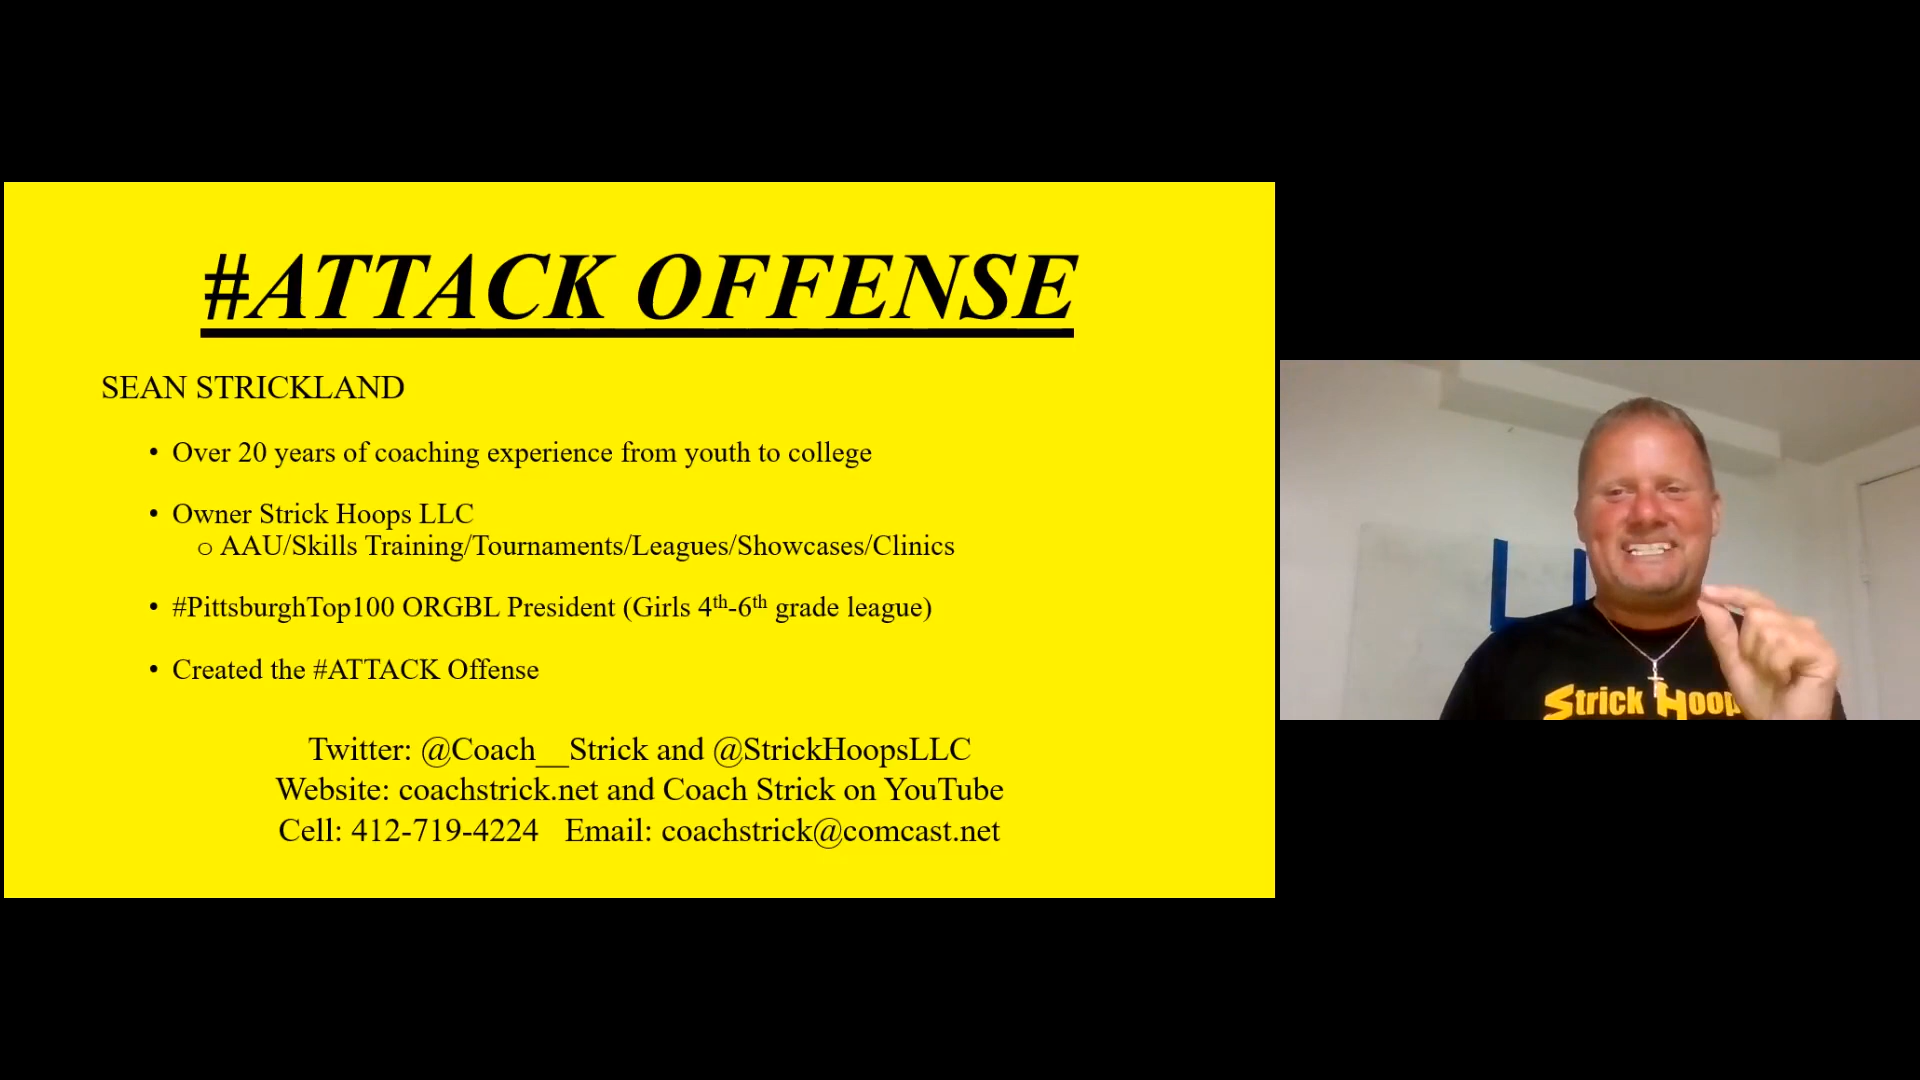 #ATTACK OFFENSE
SEAN STRICKLAND
• Over 20 years of coaching experience from youth to college
• Owner Strick Hoops LLC
o AAU/Skills Training/Tournaments/Leagues/Showcases/Clinics
• #PittsburghTop100 ORGBL President (Girls 4th-6th grade league)
• Created the #ATTACK Offense
Twitter: @Coach__Strick and @StrickHoopsLLC
Website: coachstrick.net and Coach Strick on YouTube
Cell: 412-719-4224 Email: coachstrick@comcast.net
Strick Hoop